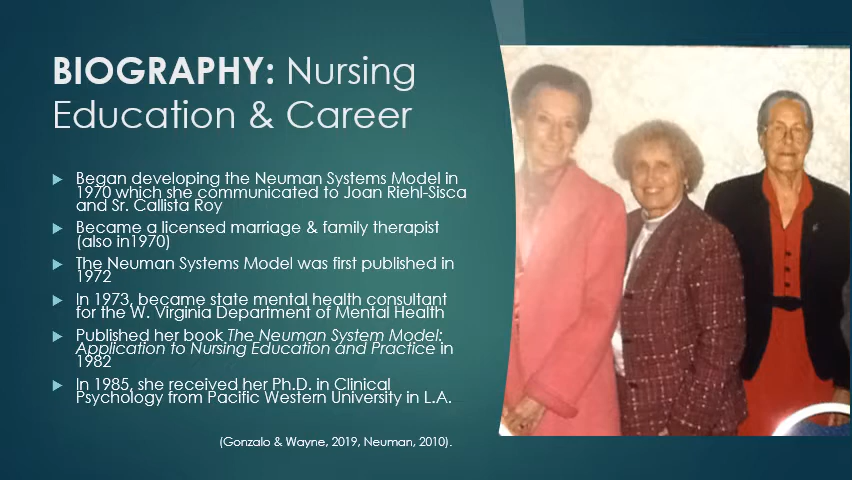 BIOGRAPHY: Nursing
Education & Career
Began developing the Neuman Systems Model in
1970 which she communicated to Joan Riehl-Sisca
and Sr. Callista Roy
Became a licensed marriage & family therapist
(also in1970)
The Neuman Systems Model was first published in
1972
In 1973, became state mental health consultant
for the W. Virginia Department of Mental Health
Published her book The Neuman System Model:
Application to Nursing Education and Practice in
1982
In 1985, she received her Ph.D. in Clinical
Psychology from Pacific Western University in L.A.
(Gonzalo & Wayne, 2019, Neuman, 2010).